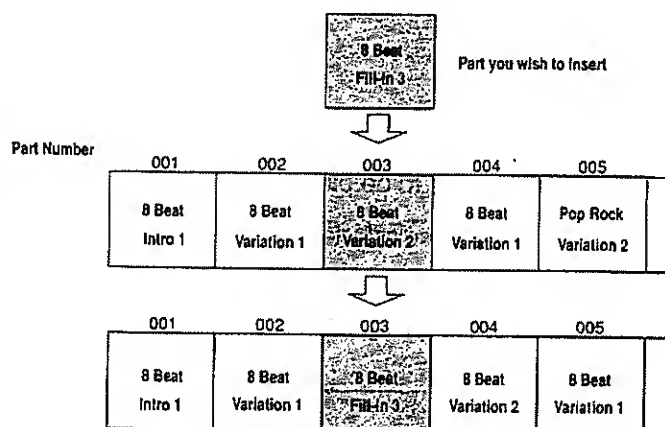 8 Beat
Fill-In 3
Part you wish to insert
Part Number
001 002 003 004 005
8 Beat 8 Beat 8 Beat 8 Beat Pop Rock
Intro 1 Variation 1 Variation 2 Variation 1 Variation 2
001 002 003 004 005
8 Beat 8 Beat 8 Beat 8 Beat 8 Beat
Intro 1 Variation 1 Fill-In 3 Variation 2 Variation 1